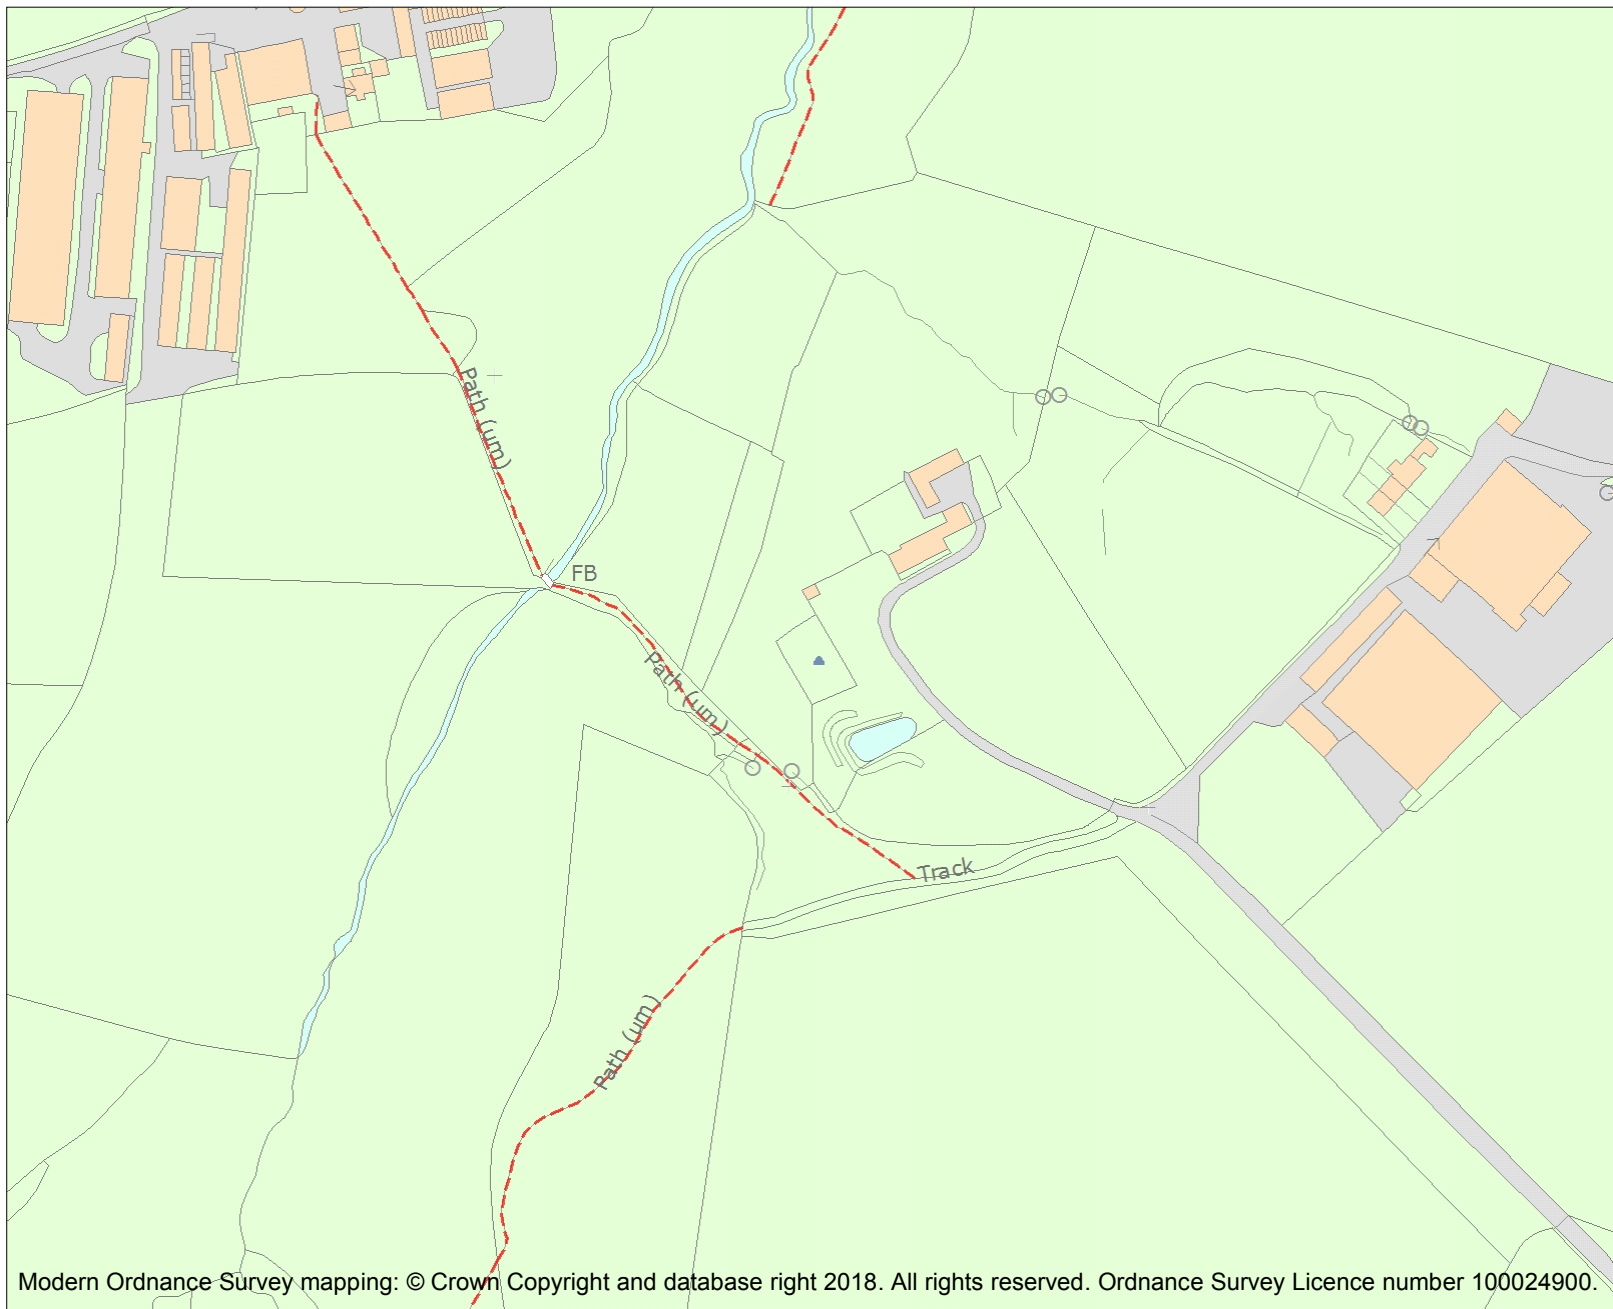 Path (um)
FB
Path (um)
Track
Path (um)
Modern Ordnance Survey mapping: © Crown Copyright and database right 2018. All rights reserved. Ordnance Survey Licence number 100024900.